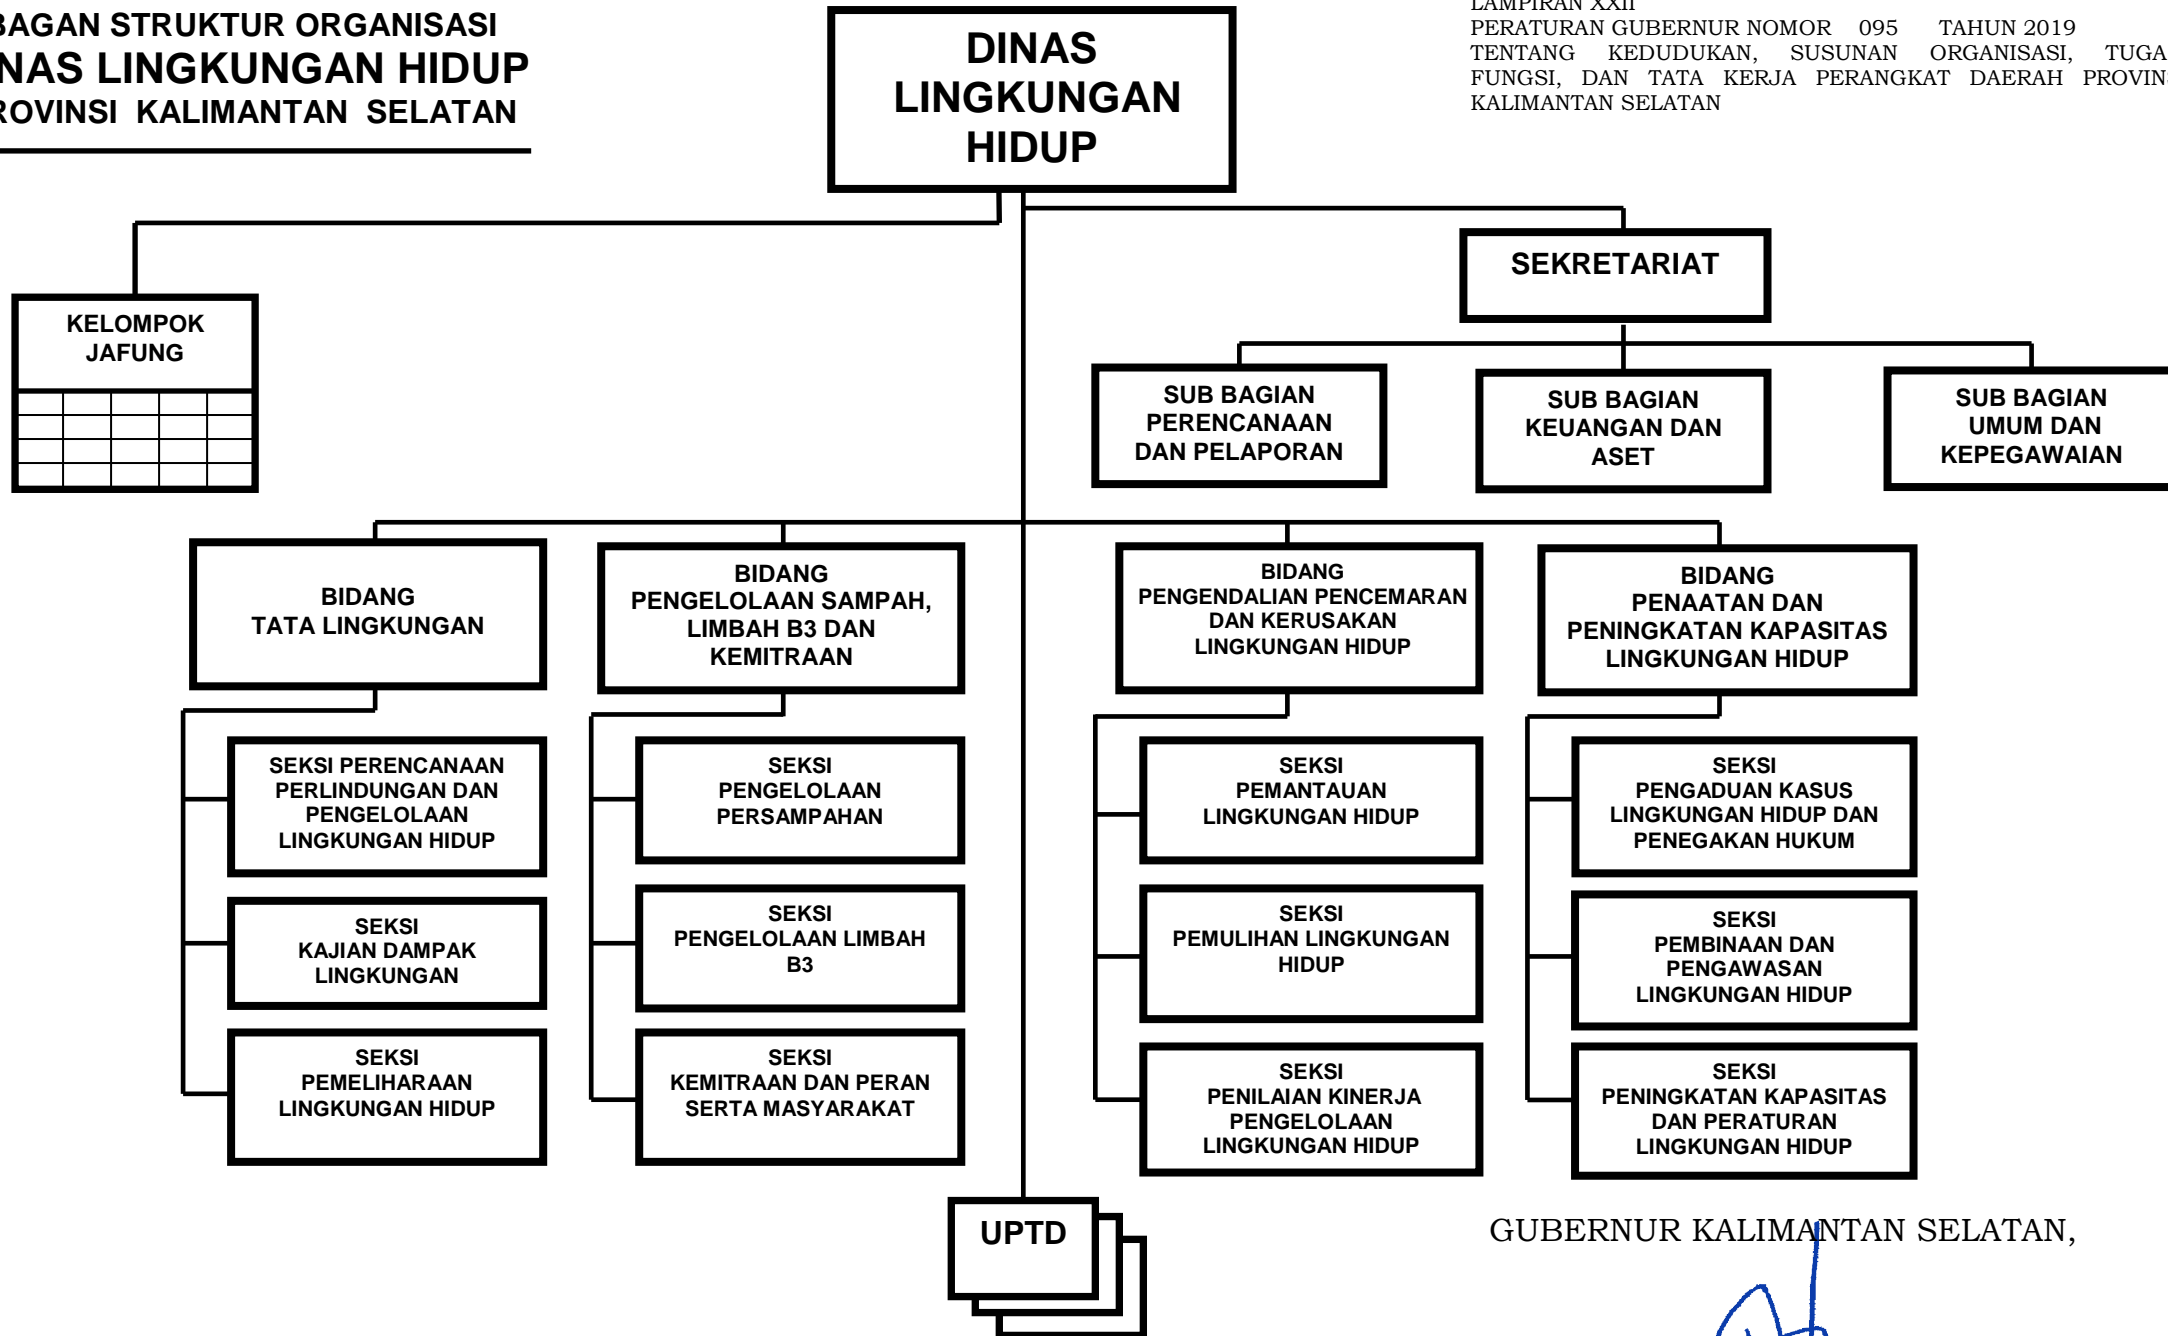 BAGAN STRUKTUR ORGANISASI
LINGKUNGAN HIDUP
KALIMANTAN SELATAN
LAMPIRAN XXII
PERATURAN GUBERNUR NOMOR 095 TAHUN 2019
TENTANG KEDUDUKAN, SUSUNAN ORGANISASI,
FUNGSI, DAN TATA KERJA PERANGKAT DAERAH
KALIMANTAN SELATAN
DINAS
LINGKUNGAN
HIDUP
SEKRETARIAT
KELOMPOK
JAFUNG
SUB BAGIAN
PERENCANAAN
DAN PELAPORAN
SUB BAGIAN
KEUANGAN DAN
ASET
SUB BAGIAN
UMUM DAN
KEPEGAWAIAN
BIDANG
TATA LINGKUNGAN
BIDANG
PENGELOLAAN SAMPAH,
LIMBAH B3 DAN
KEMITRAAN
BIDANG
PENGENDALIAN PENCEMARAN
DAN KERUSAKAN
LINGKUNGAN HIDUP
BIDANG
PENAATAN DAN
PENINGKATAN KAPASITAS
LINGKUNGAN HIDUP
SEKSI PERENCANAAN
PERLINDUNGAN DAN
PENGELOLAAN
LINGKUNGAN HIDUP
SEKSI
KAJIAN DAMPAK
LINGKUNGAN
SEKSI
PEMELIHARAAN
LINGKUNGAN HIDUP
SEKSI
PENGELOLAAN
PERSAMPAHAN
SEKSI
PENGELOLAAN LIMBAH
B3
SEKSI
KEMITRAAN DAN PERAN
SERTA MASYARAKAT
SEKSI
PEMANTAUAN
LINGKUNGAN HIDUP
SEKSI
PEMULIHAN LINGKUNGAN
HIDUP
SEKSI
PENILAIAN KINERJA
PENGELOLAAN
LINGKUNGAN HIDUP
SEKSI
PENGADUAN KASUS
LINGKUNGAN HIDUP DAN
PENEGAKAN HUKUM
SEKSI
PEMBINAAN DAN
PENGAWASAN
LINGKUNGAN HIDUP
SEKSI
PENINGKATAN KAPASITAS
DAN PERATURAN
LINGKUNGAN HIDUP
UPTD
GUBERNUR KALIMANTAN SELATAN,